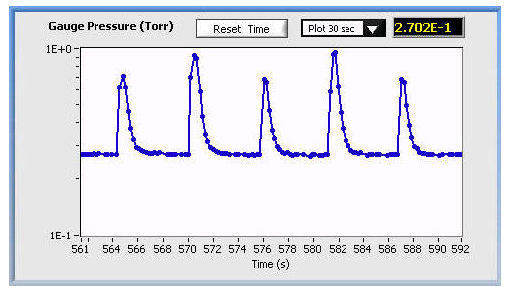 Gauge Pressure (Torr) Reset Time Plot 30 sec 2.702E-1
1E+0
1E-1
561 564 566 568 570 572 574 576 578 580 582 584 586 588 590 592
Time (s)